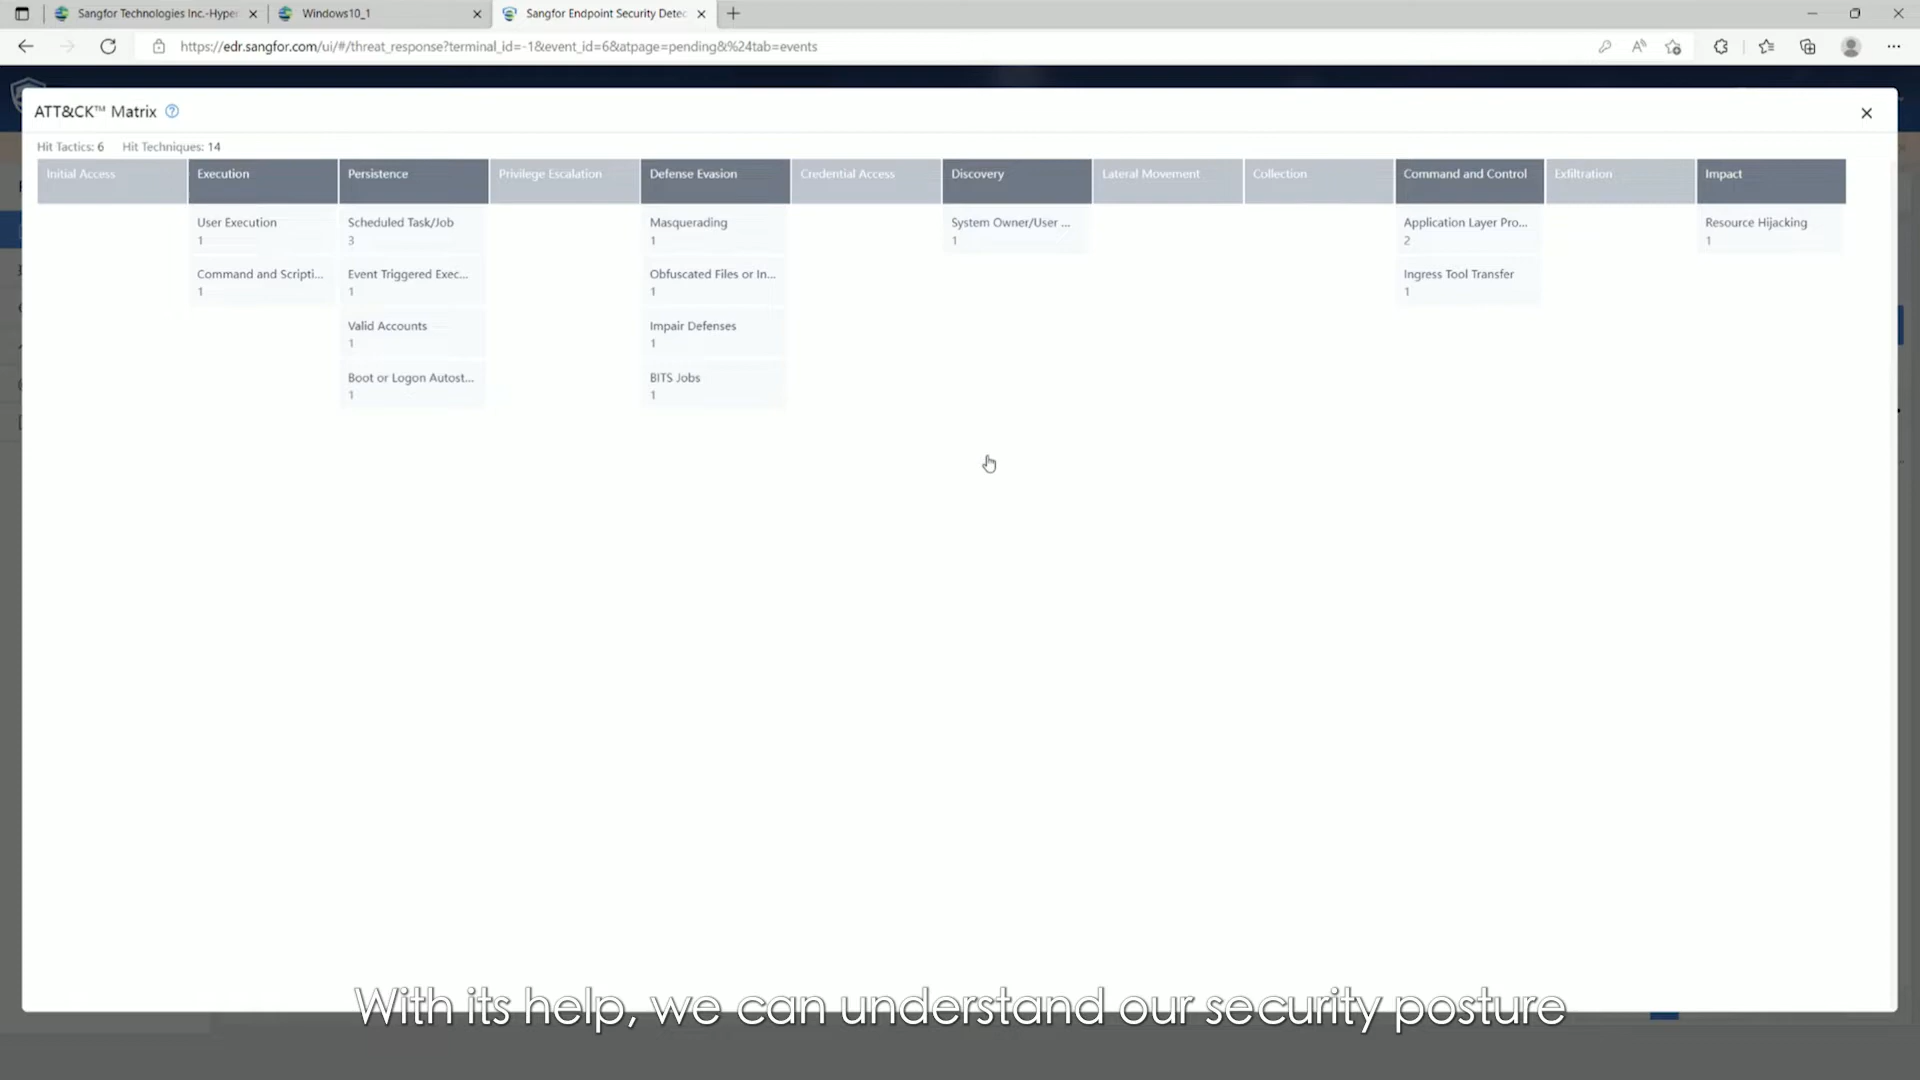 Sangfor Technologies Inc.-Hype
Windows10_1
Sangfor Endpoint Security Detec
https://edr.sangfor.com/ui/#/threat_response?terminal_id=-1&event_id=6&atpage=pending&%24tab=events
ATT&CK™ Matrix
Hit Tactics: 6 Hit Techniques: 14
Initial Access Execution Persistence Privilege Escalation Defense Evasion Credential Access Discovery Lateral Movement Collection Command and Control Exfiltration Impact
User Execution Scheduled Task/Job Masquerading System Owner/User ... Application Layer Pro... Resource Hijacking
1 3 1 1 2 1
Command and Scripti... Event Triggered Exec... Obfuscated Files or In... Ingress Tool Transfer
1 1 1 1
Valid Accounts Impair Defenses
1 1
Boot or Logon Autost... BITS Jobs
1 1
With its help, we can understand our security posture